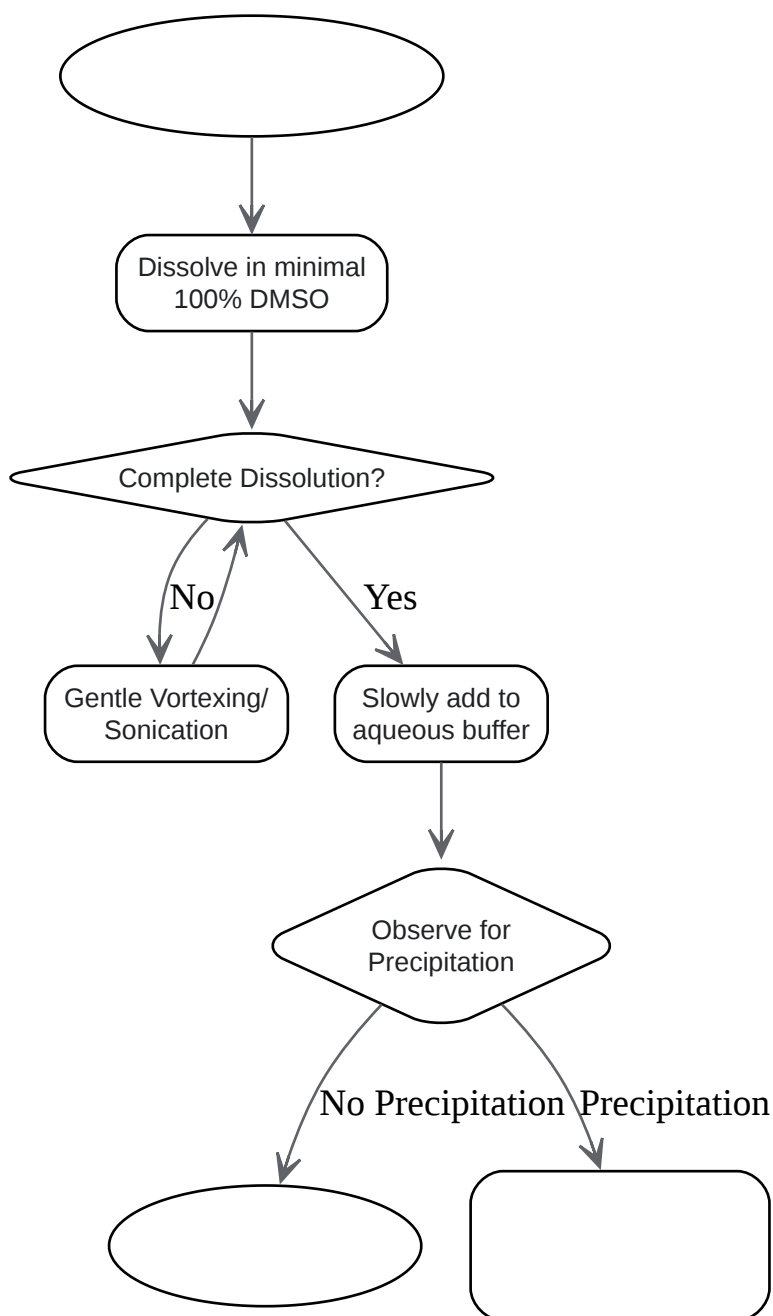 Dissolve in minimal
100% DMSO
Complete Dissolution?
No
Yes
Gentle Vortexing/
Sonication
Slowly add to
aqueous buffer
Observe for
Precipitation
No Precipitation
Precipitation